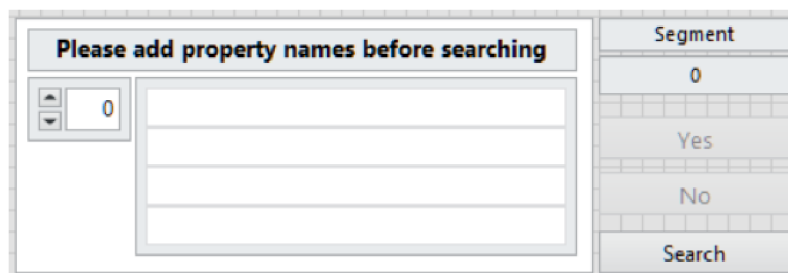 Please add property names before searching
0
Segment
0
Yes
No
Search